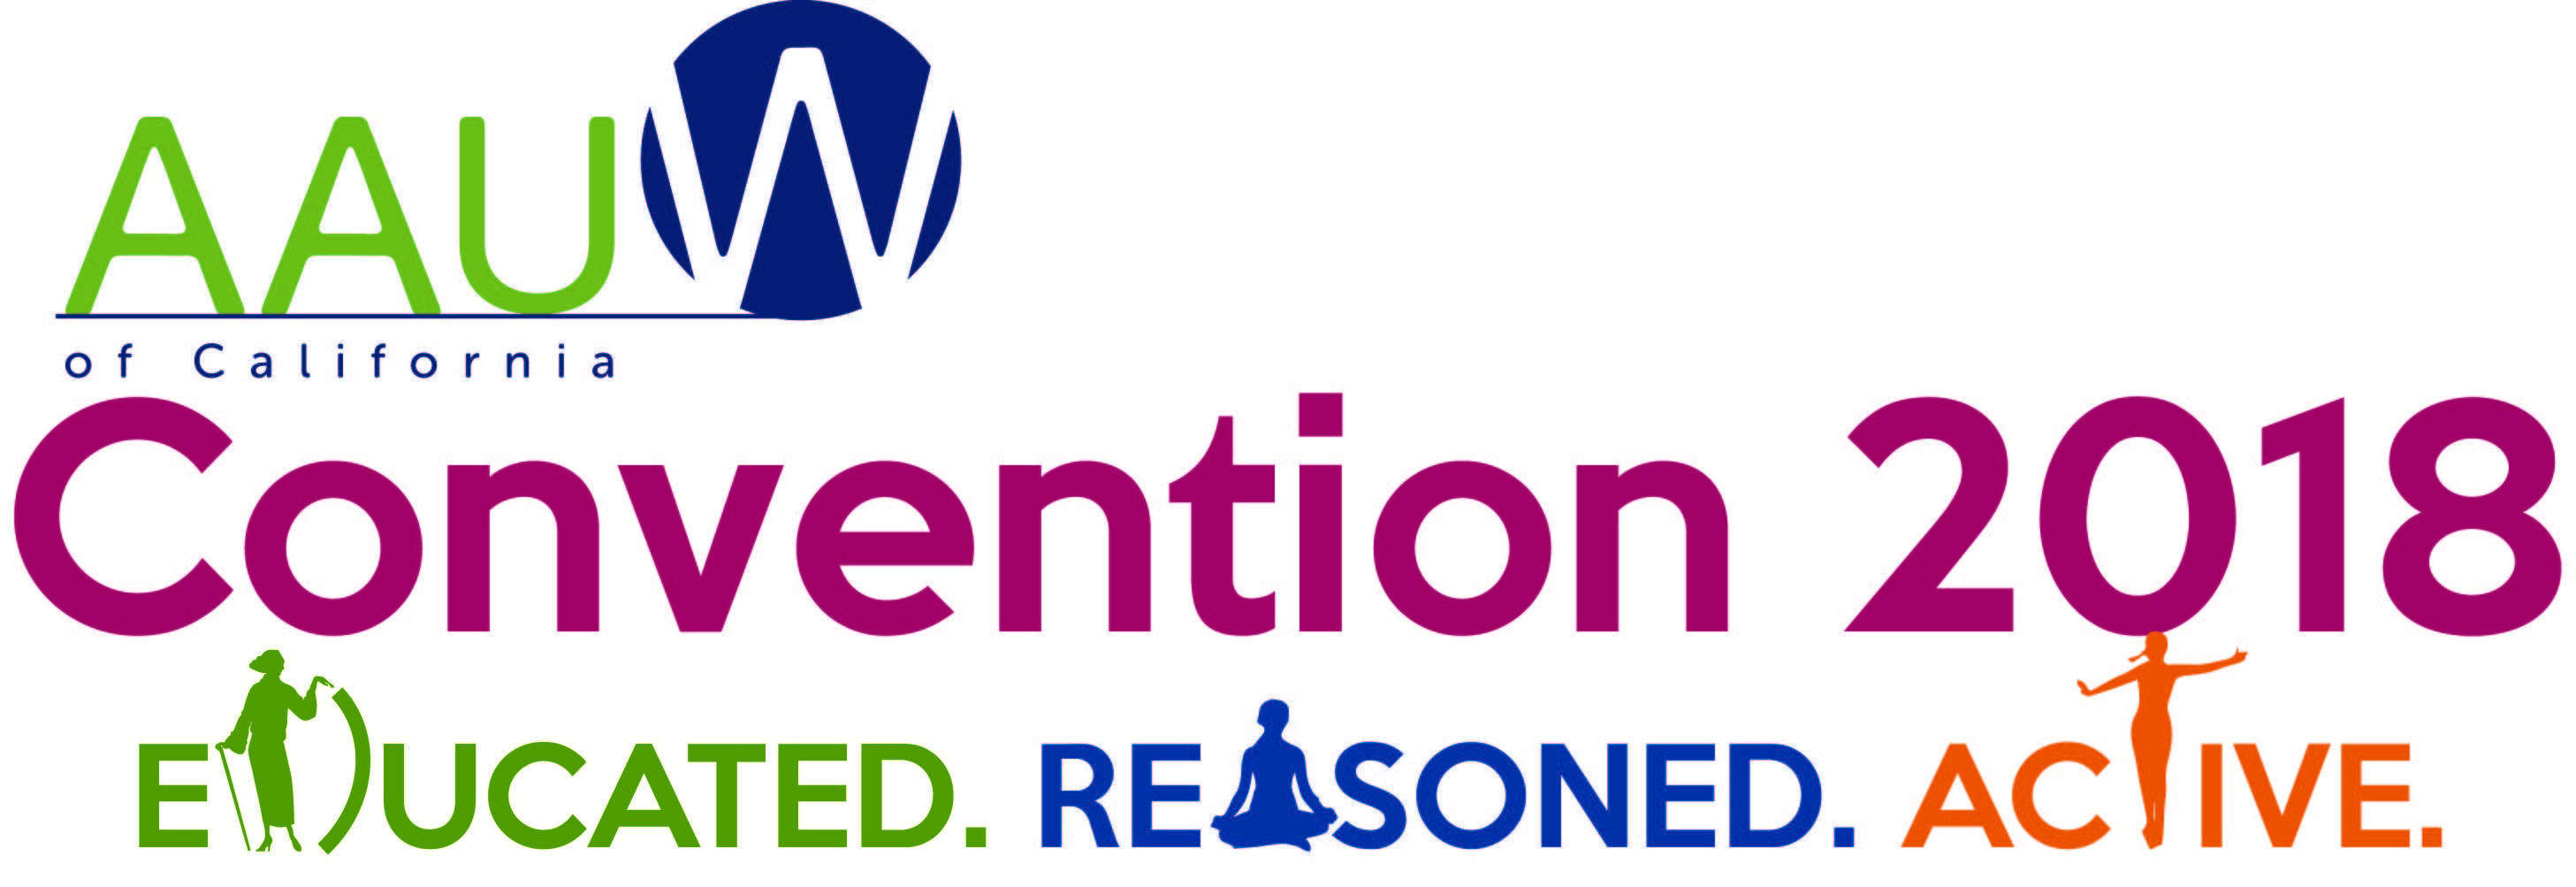 AAUW
of California
Convention 2018
EDUCATED. REASONED. ACTIVE.